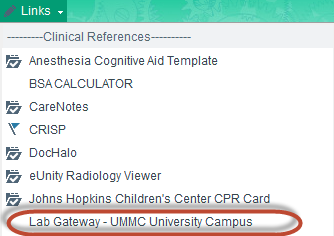 Links
---------Clinical References----------
Anesthesia Cognitive Aid Template
BSA CALCULATOR
CareNotes
CRISP
DocHalo
eUnity Radiology Viewer
Johns Hopkins Children's Center CPR Card
Lab Gateway - UMMC University Campus